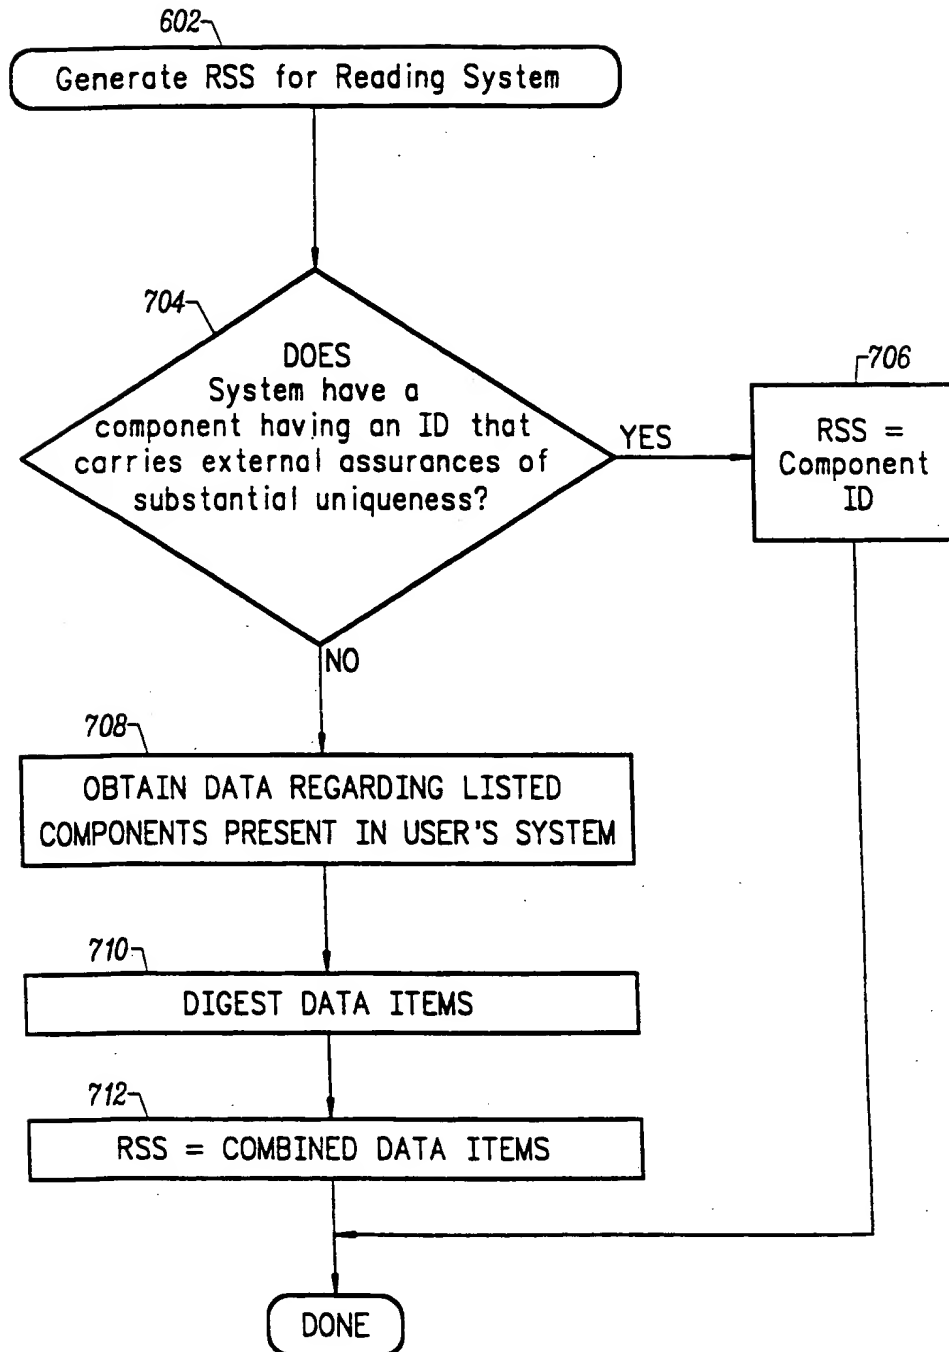 602
Generate RSS for Reading System
704
DOES
System have a
component having an ID that
carries external assurances of
substantial uniqueness?
YES
706
RSS =
Component
ID
NO
708
OBTAIN DATA REGARDING LISTED
COMPONENTS PRESENT IN USER'S SYSTEM
710
DIGEST DATA ITEMS
712
RSS = COMBINED DATA ITEMS
DONE